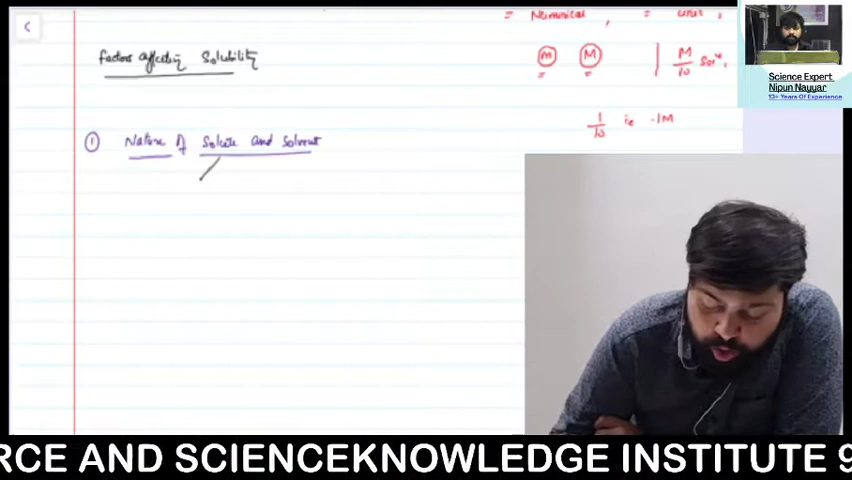 = Numerical , = unit ,
Factors affecting Solubility
m M | M/10 Solⁿ.
Science Expert
Nipun Nayyar
13+ Years Of Experience
1/10 ie .1M
① Nature of Solute and Solvent
RCE AND SCIENCEKNOWLEDGE INSTITUTE 9